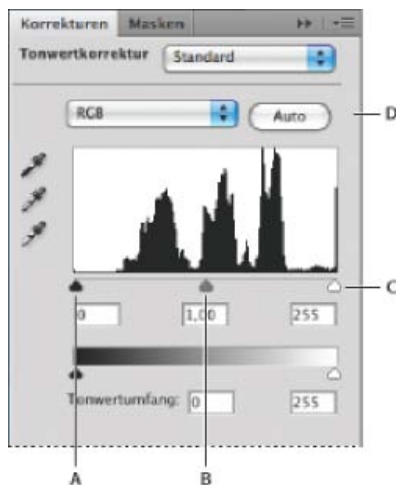 Korrekturen Masken
Tonwertkorrektur Standard
RGB Auto
D
C
0 1,00 255
Tonwertumfang: 0 255
A B